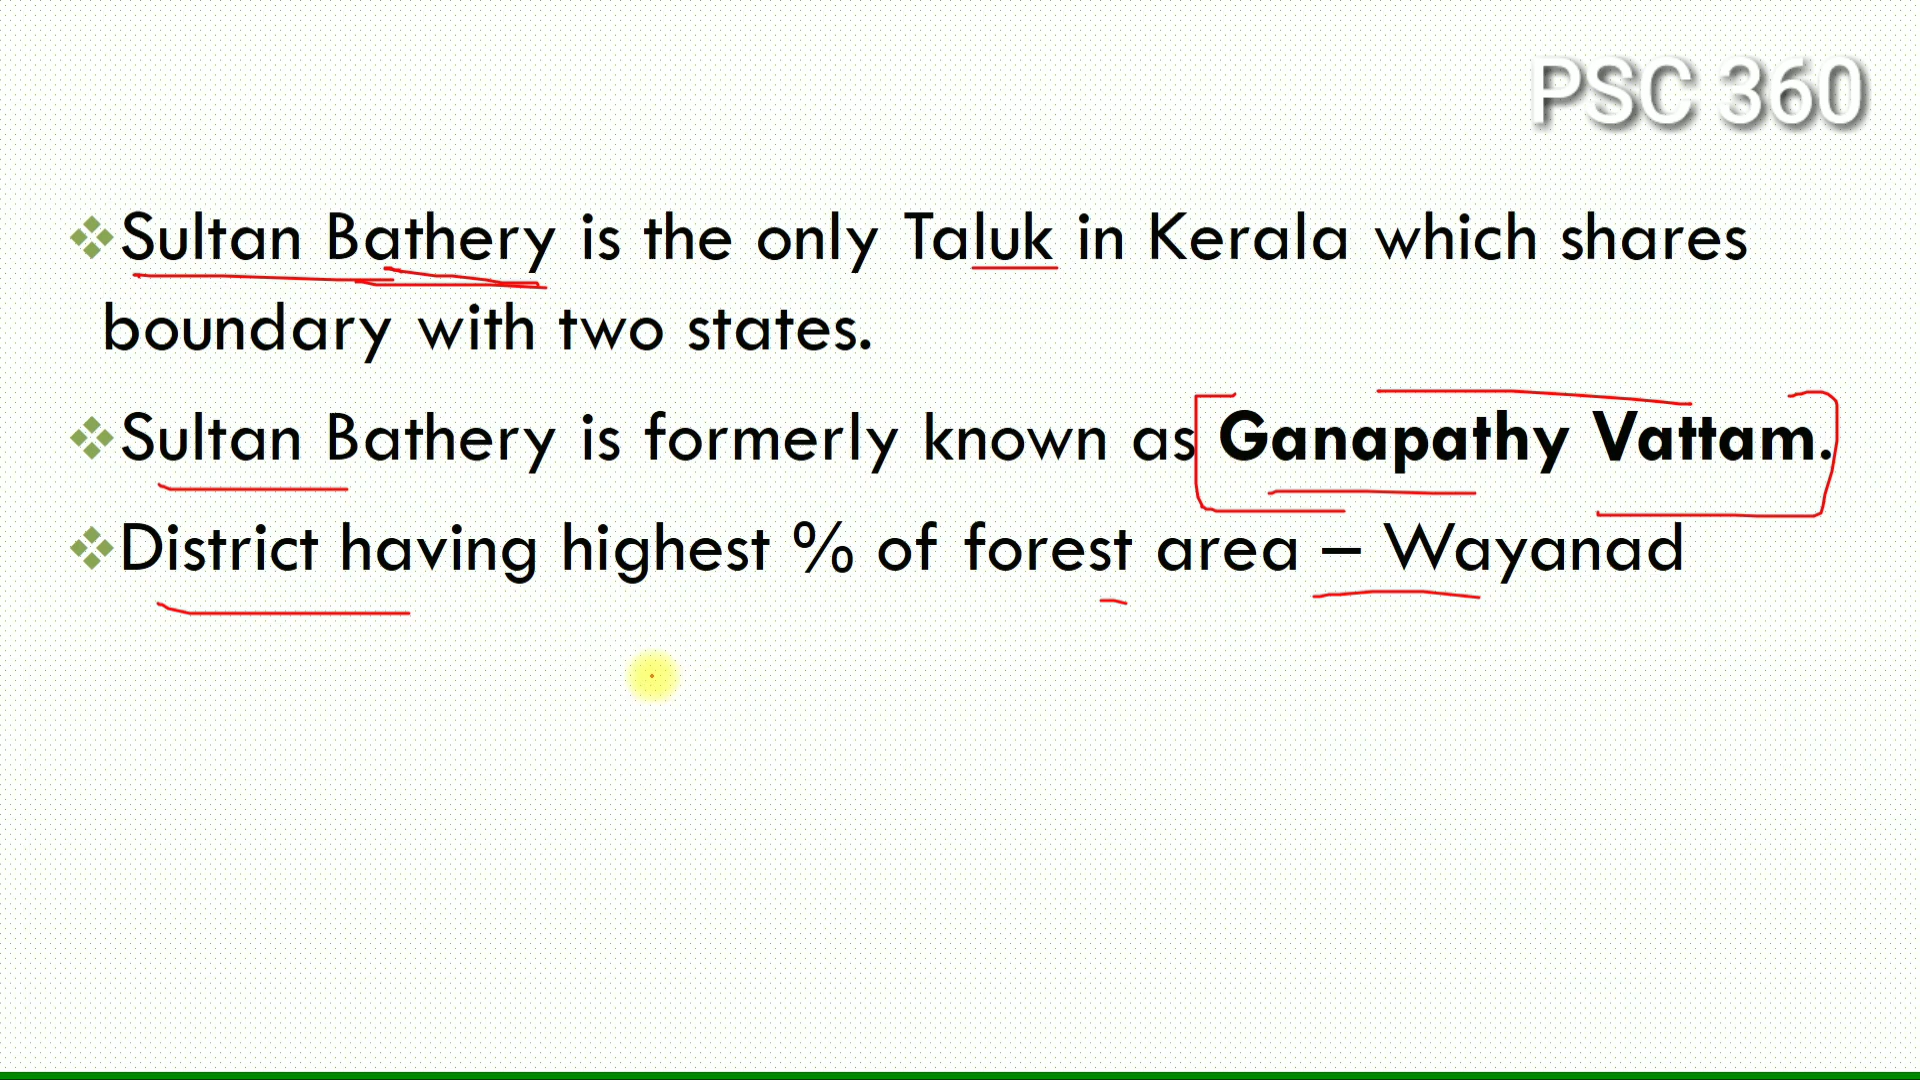 PSC 360
Sultan Bathery is the only Taluk in Kerala which shares
boundary with two states.
Sultan Bathery is formerly known as Ganapathy Vattam.
District having highest % of forest area – Wayanad